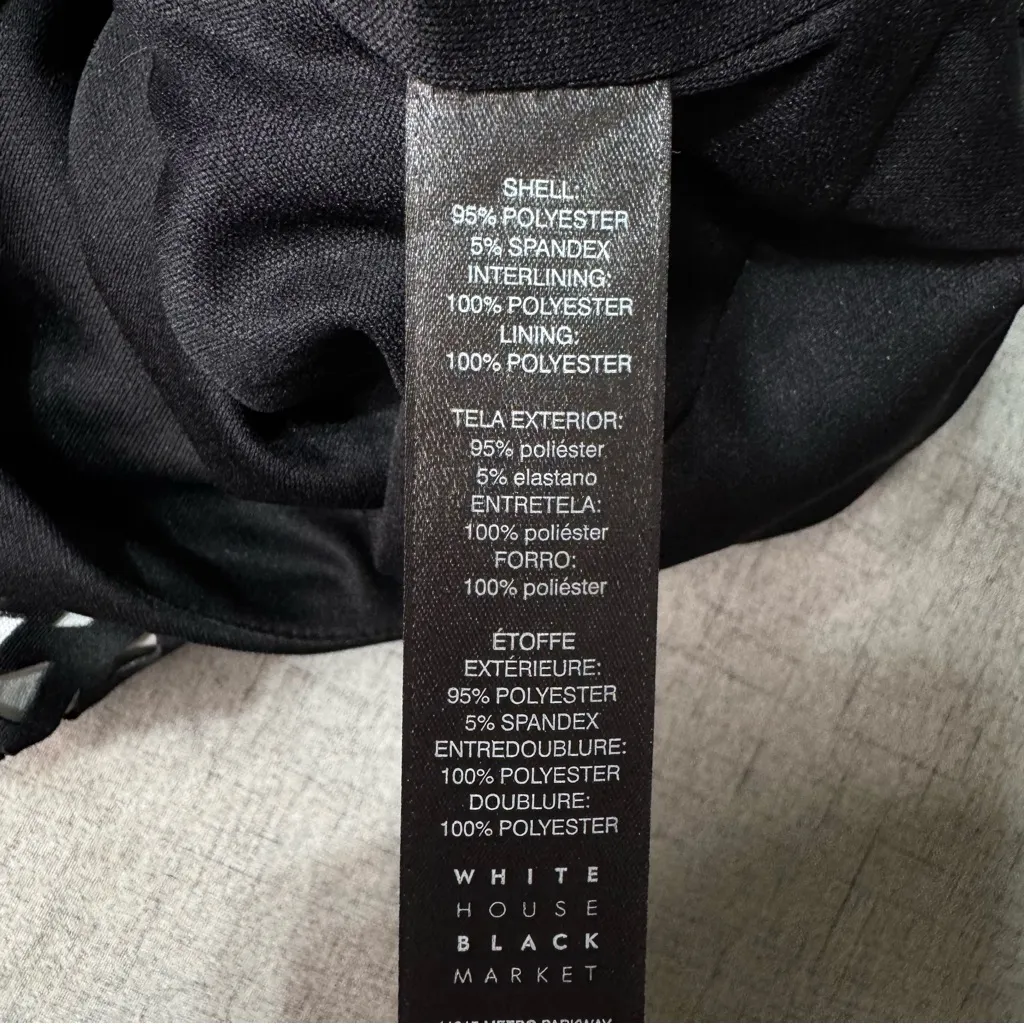 SHELL:
95% POLYESTER
5% SPANDEX
INTERLINING:
100% POLYESTER
LINING:
100% POLYESTER
TELA EXTERIOR:
95% poliéster
5% elastano
ENTRETELA:
100% poliéster
FORRO:
100% poliéster
ÉTOFFE
EXTÉRIEURE:
95% POLYESTER
5% SPANDEX
ENTREDOUBLURE:
100% POLYESTER
DOUBLURE:
100% POLYESTER
WHITE
HOUSE
BLACK
MARKET
METRO PARKWAY